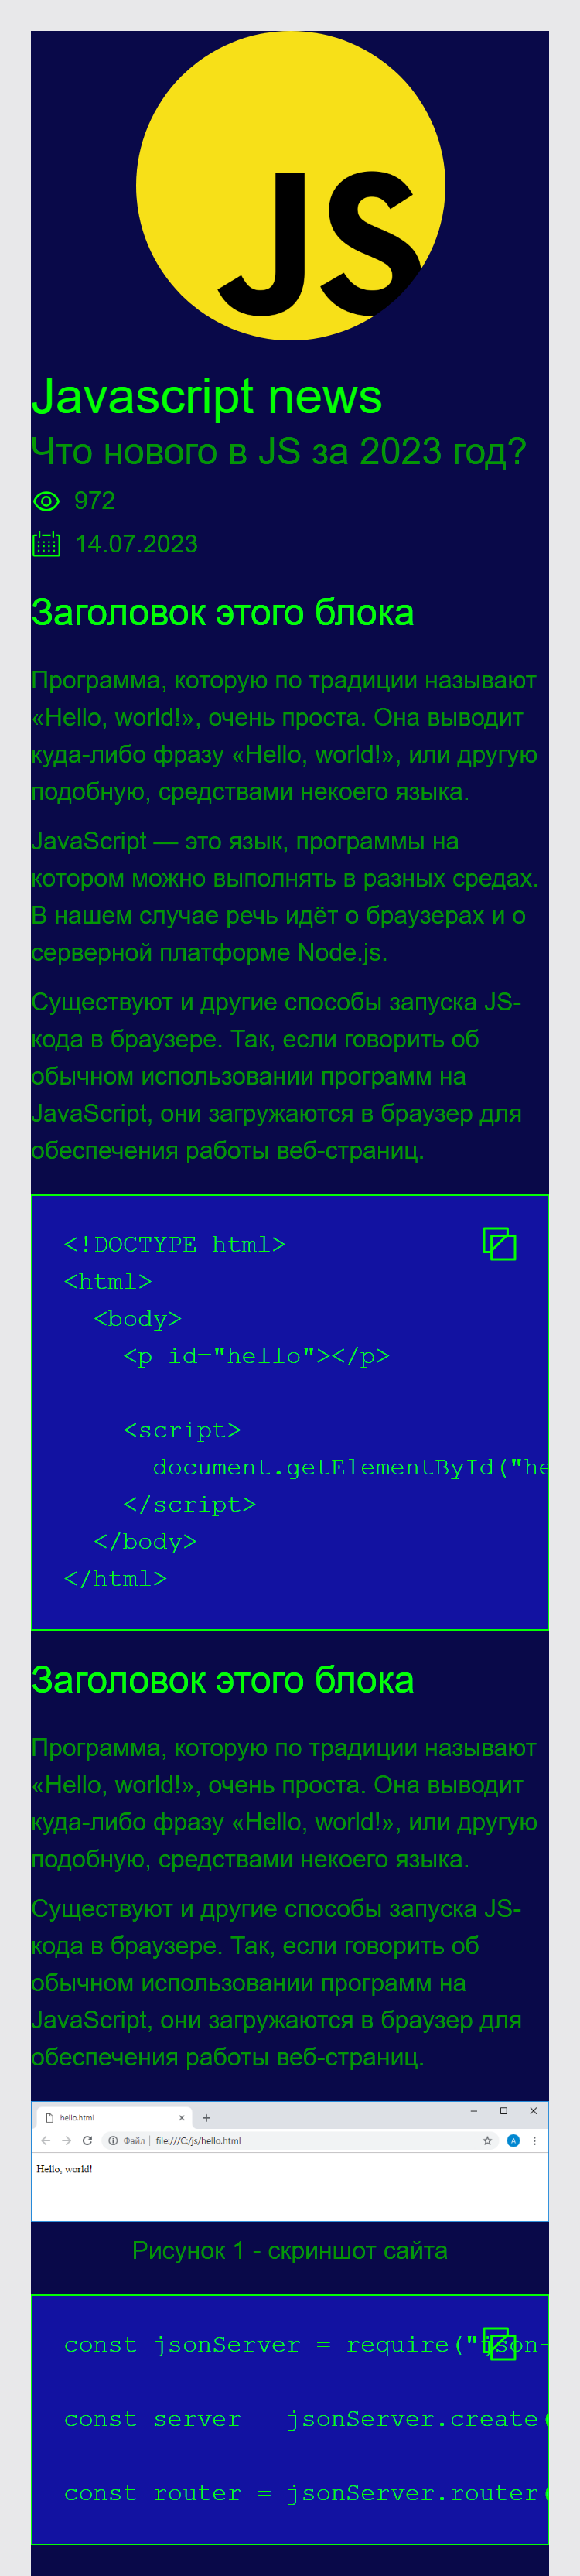 JS
Javascript news
Что нового в JS за 2023 год?
972
14.07.2023
Заголовок этого блока
Программа, которую по традиции называют
«Hello, world!», очень проста. Она выводит
куда-либо фразу «Hello, world!», или другую
подобную, средствами некоего языка.
JavaScript — это язык, программы на
котором можно выполнять в разных средах.
В нашем случае речь идёт о браузерах и о
серверной платформе Node.js.
Существуют и другие способы запуска JS-
кода в браузере. Так, если говорить об
обычном использовании программ на
JavaScript, они загружаются в браузер для
обеспечения работы веб-страниц.
<!DOCTYPE html>
<html>
  <body>
    <p id="hello"></p>
    <script>
      document.getElementById("he
    </script>
  </body>
</html>
Заголовок этого блока
Программа, которую по традиции называют
«Hello, world!», очень проста. Она выводит
куда-либо фразу «Hello, world!», или другую
подобную, средствами некоего языка.
Существуют и другие способы запуска JS-
кода в браузере. Так, если говорить об
обычном использовании программ на
JavaScript, они загружаются в браузер для
обеспечения работы веб-страниц.
hello.html
Файл | file:///C:/js/hello.html
A
Hello, world!
Рисунок 1 - скриншот сайта
const jsonServer = require("json-
const server = jsonServer.create(
const router = jsonServer.router(